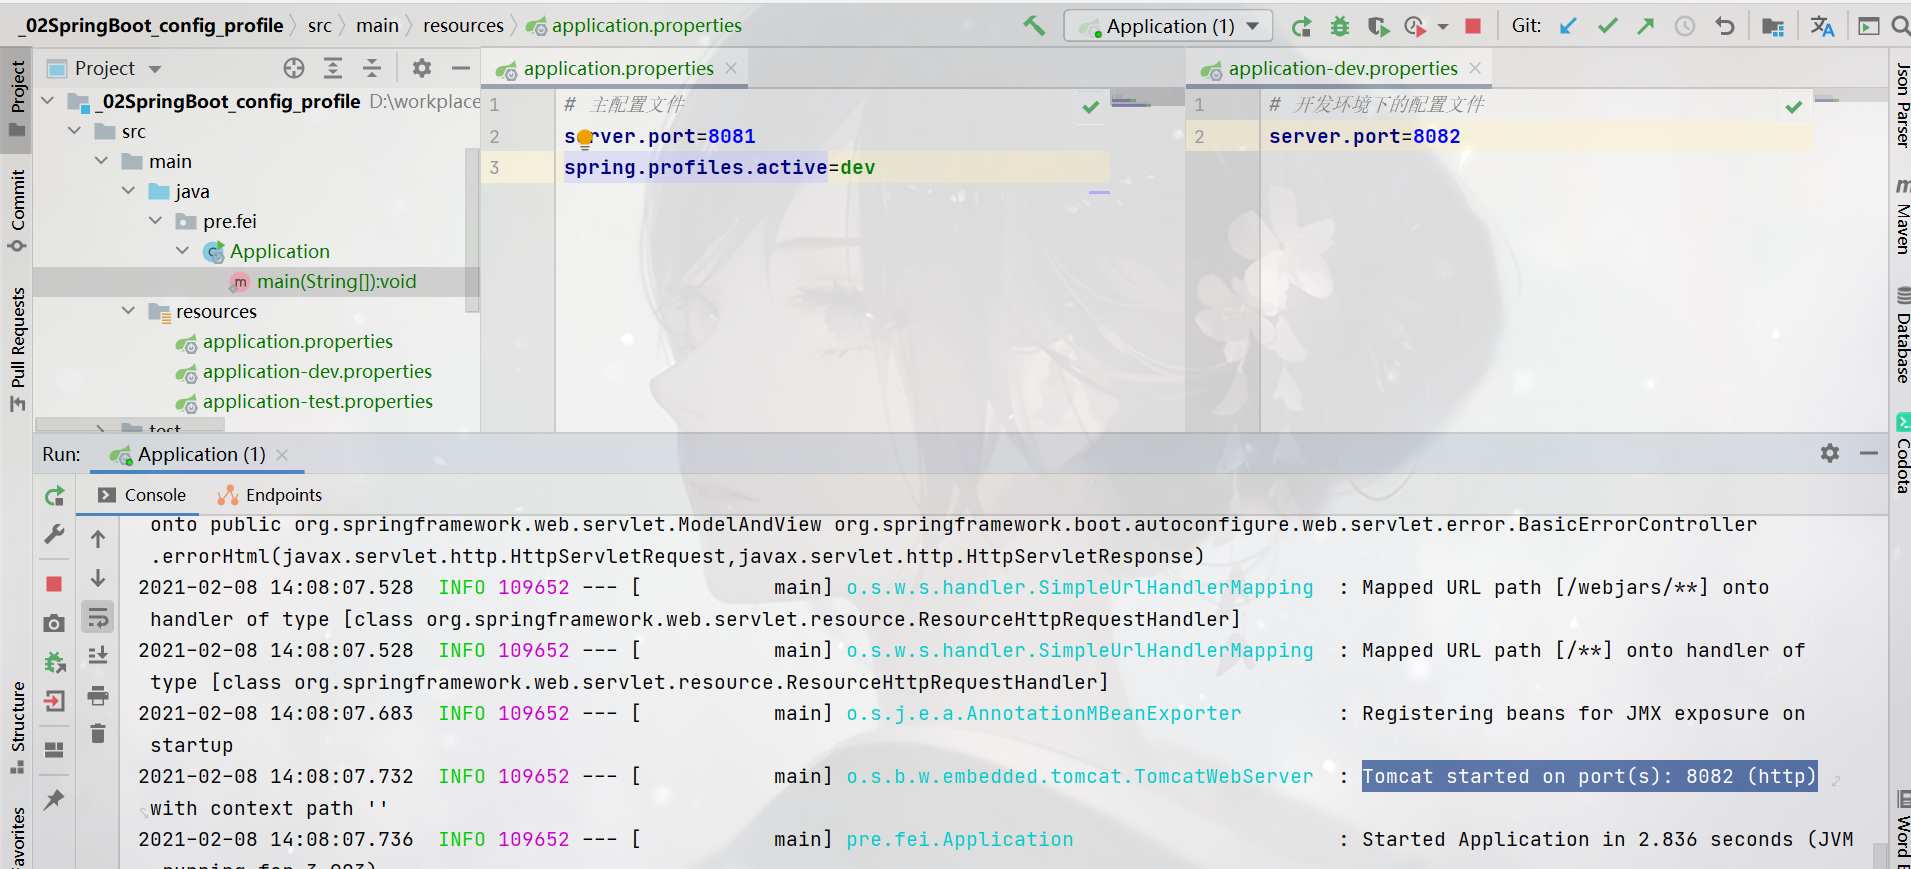 _02SpringBoot_config_profile src main resources application.properties Application (1) Git:
Project
application.properties
application-dev.properties
_02SpringBoot_config_profile D:\workplace
src
main
java
pre.fei
Application
main(String[]):void
resources
application.properties
application-dev.properties
application-test.properties
test
1 # 主配置文件
2 server.port=8081
3 spring.profiles.active=dev
1 # 开发环境下的配置文件
2 server.port=8082
Project
Commit
Pull Requests
Structure
Favorites
Json Parser
Maven
Database
Codota
Word
Run: Application (1)
Console Endpoints
onto public org.springframework.web.servlet.ModelAndView org.springframework.boot.autoconfigure.web.servlet.error.BasicErrorController
.errorHtml(javax.servlet.http.HttpServletRequest,javax.servlet.http.HttpServletResponse)
2021-02-08 14:08:07.528 INFO 109652 --- [ main] o.s.w.s.handler.SimpleUrlHandlerMapping : Mapped URL path [/webjars/**] onto
handler of type [class org.springframework.web.servlet.resource.ResourceHttpRequestHandler]
2021-02-08 14:08:07.528 INFO 109652 --- [ main] o.s.w.s.handler.SimpleUrlHandlerMapping : Mapped URL path [/**] onto handler of
type [class org.springframework.web.servlet.resource.ResourceHttpRequestHandler]
2021-02-08 14:08:07.683 INFO 109652 --- [ main] o.s.j.e.a.AnnotationMBeanExporter : Registering beans for JMX exposure on
startup
2021-02-08 14:08:07.732 INFO 109652 --- [ main] o.s.b.w.embedded.tomcat.TomcatWebServer : Tomcat started on port(s): 8082 (http)
with context path ''
2021-02-08 14:08:07.736 INFO 109652 --- [ main] pre.fei.Application : Started Application in 2.836 seconds (JVM
running for 3.993)